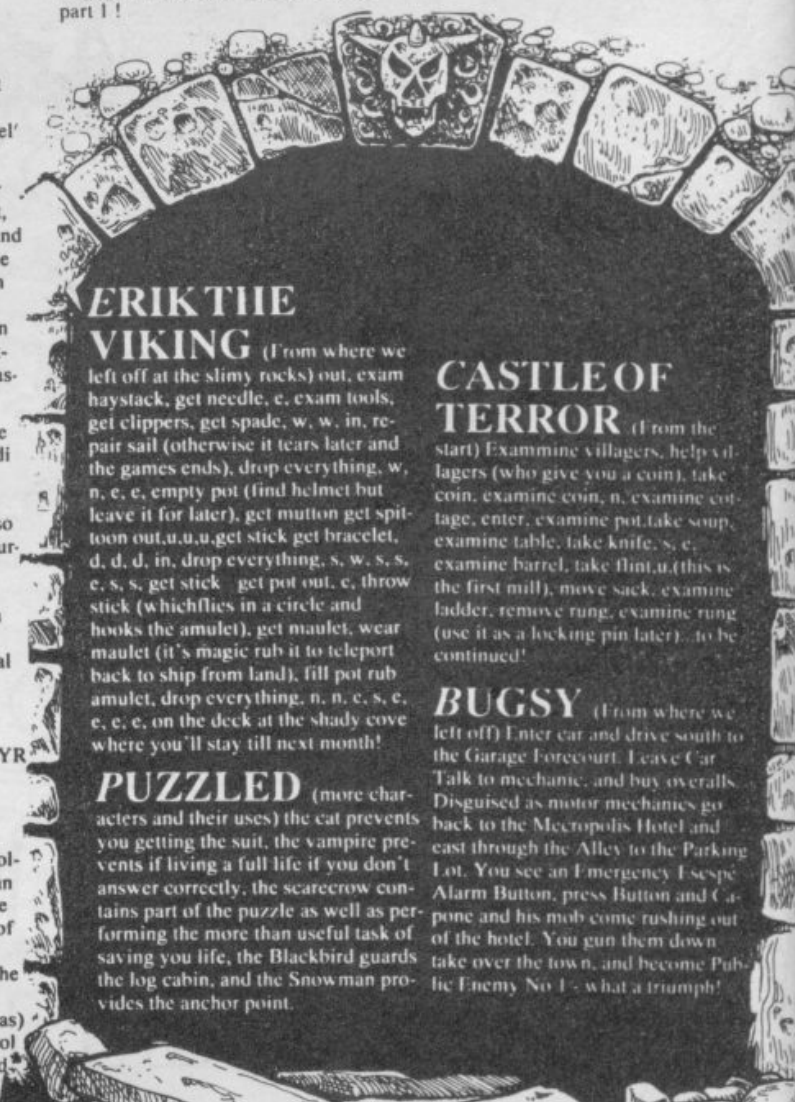 part 1 !
el'
nd
e
n
n
as-
e
di
so
ur-
al
YR
ol-
an
e
of
he
as)
ol
d
ERIK THE
VIKING (From where we
left off at the slimy rocks) out, exam
haystack, get needle, e, exam tools,
get clippers, get spade, w, w, in, re-
pair sail (otherwise it tears later and
the games ends), drop everything, w,
n, e, e, empty pot (find helmet but
leave it for later), get mutton get spit-
toon out,u,u,u,get stick get bracelet,
d, d, d, in, drop everything, s, w, s, s,
e, s, s, get stick get pot out, e, throw
stick (whichflies in a circle and
hooks the amulet), get maulet, wear
maulet (it's magic rub it to teleport
back to ship from land), fill pot rub
amulet, drop everything, n, n, e, s, e,
e, e, e, on the deck at the shady cove
where you'll stay till next month!
PUZZLED (more char-
acters and their uses) the cat prevents
you getting the suit, the vampire pre-
vents if living a full life if you don't
answer correctly, the scarecrow con-
tains part of the puzzle as well as per-
forming the more than useful task of
saving you life, the Blackbird guards
the log cabin, and the Snowman pro-
vides the anchor point.
CASTLE OF
TERROR (From the
start) Exammine villagers, help vil-
lagers (who give you a coin), take
coin, examine coin, n, examine cot-
tage, enter, examine pot,take soup,
examine table, take knife, s, e,
examine barrel, take flint,u,(this is
the first mill), move sack, examine
ladder, remove rung, examine rung
(use it as a locking pin later)...to be
continued!
BUGSY (From where we
left off) Enter car and drive south to
the Garage Forecourt. Leave Car
Talk to mechanic, and buy overalls.
Disguised as motor mechanics go
back to the Mecropolis Hotel and
east through the Alley to the Parking
Lot. You see an Emergency Esespe
Alarm Button, press Button and Ca-
pone and his mob come rushing out
of the hotel. You gun them down
take over the town, and become Pub-
lic Enemy No 1 - what a triumph!